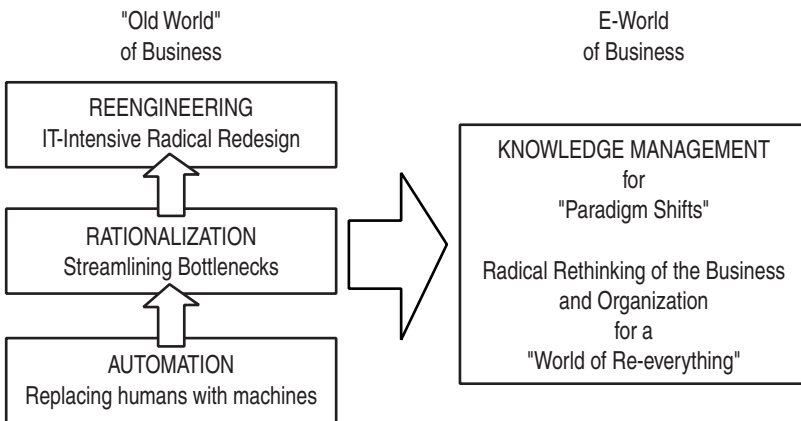 "Old World"
of Business
REENGINEERING
IT-Intensive Radical Redesign
RATIONALIZATION
Streamlining Bottlenecks
AUTOMATION
Replacing humans with machines
E-World
of Business
KNOWLEDGE MANAGEMENT
for
"Paradigm Shifts"
Radical Rethinking of the Business
and Organization
for a
"World of Re-everything"